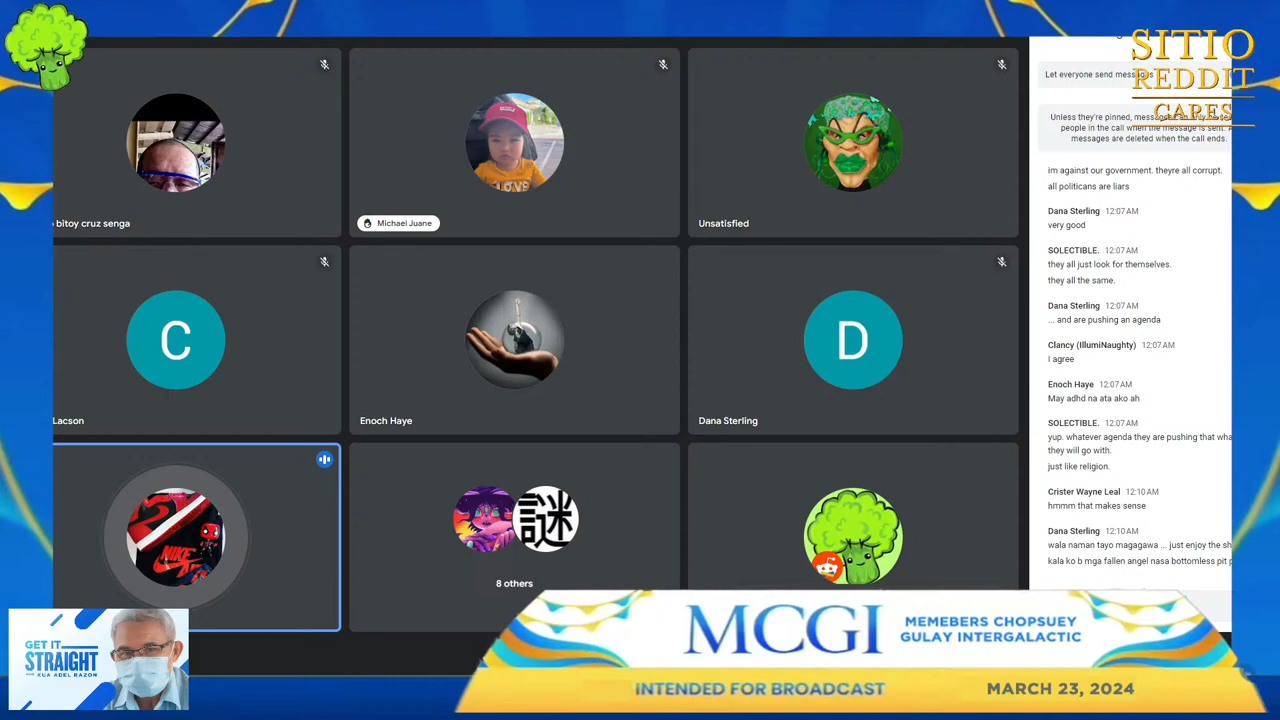 SITIO
REDDIT
CARES
Let everyone send messages
Unless they're pinned, messages can only be
people in the call when the message is sent.
messages are deleted when the call ends.
im against our government. theyre all corrupt.
all politicans are liars
Dana Sterling 12:07 AM
very good
SOLECTIBLE. 12:07 AM
they all just look for themselves.
they all the same.
Dana Sterling 12:07 AM
... and are pushing an agenda
Clancy (IllumiNaughty) 12:07 AM
I agree
Enoch Haye 12:07 AM
May adhd na ata ako ah
SOLECTIBLE. 12:07 AM
yup. whatever agenda they are pushing that
they will go with.
just like religion.
Crister Wayne Leal 12:10 AM
hmmm that makes sense
Dana Sterling 12:10 AM
wala naman tayo magagawa ... just enjoy the
kala ko b mga fallen angel nasa bottomless pit
bitoy cruz senga
Michael Juane
Unsatisfied
C
Lacson
Enoch Haye
D
Dana Sterling
NIKE
謎
8 others
GET IT
STRAIGHT
KUA ADEL RAZON
MCGI
MEMEBERS CHOPSUEY
GULAY INTERGALACTIC
INTENDED FOR BROADCAST
MARCH 23, 2024